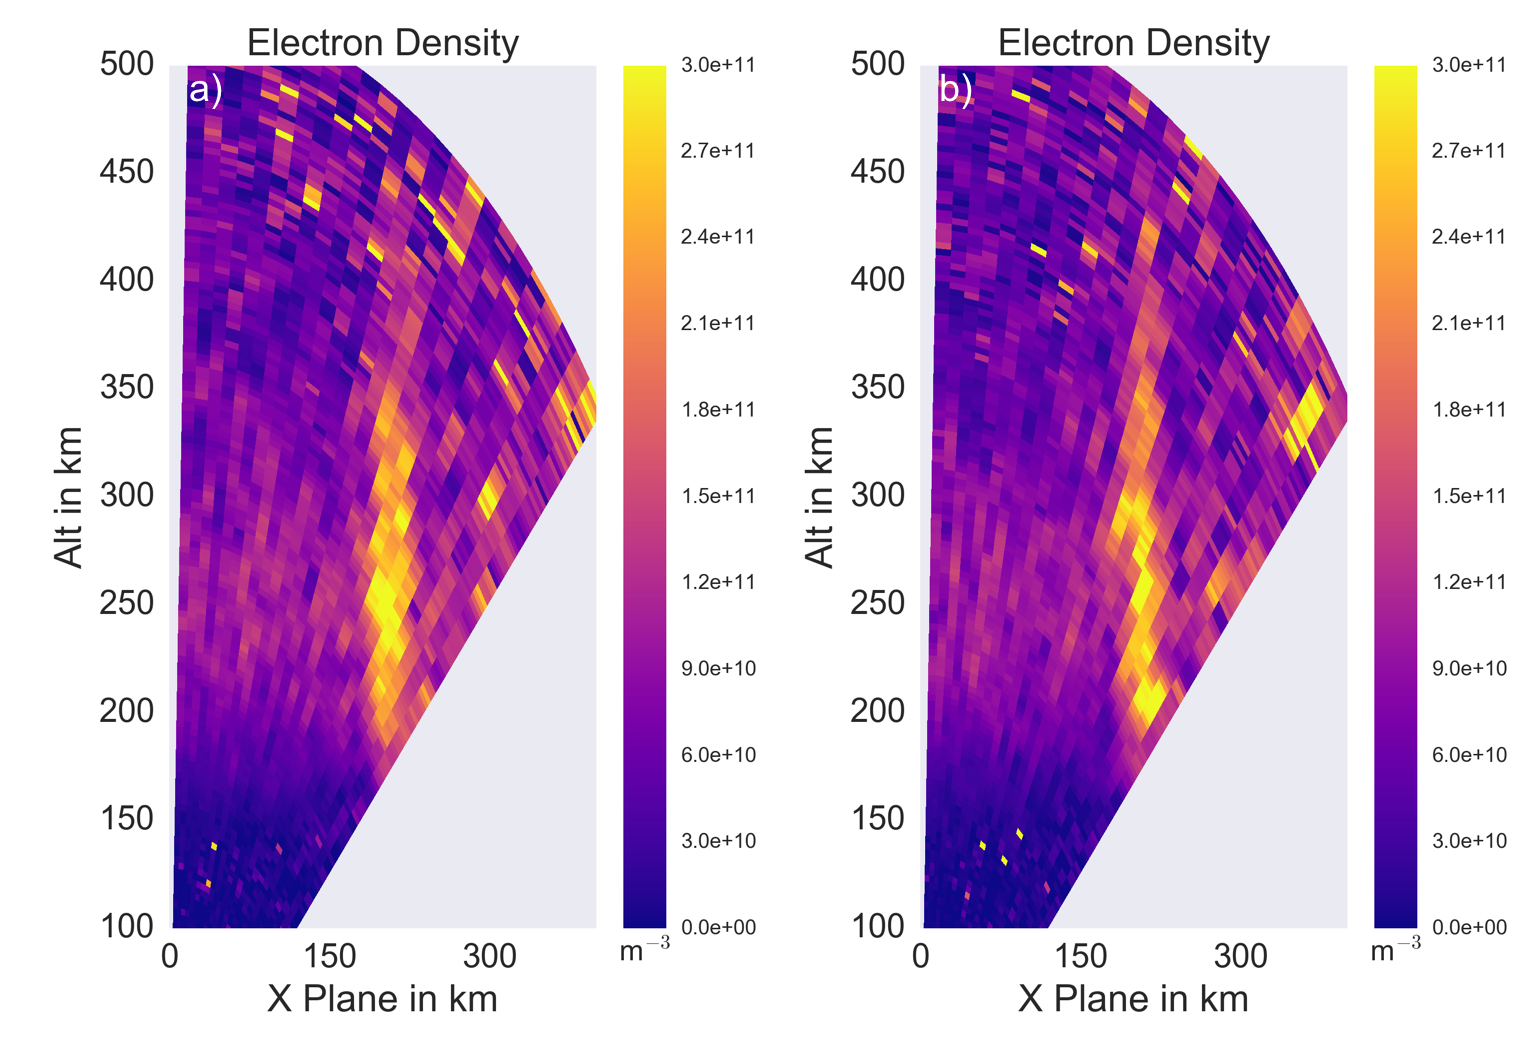 Electron Density
a)
500
450
400
350
300
250
200
150
100
Alt in km
0 150 300
X Plane in km
3.0e+11
2.7e+11
2.4e+11
2.1e+11
1.8e+11
1.5e+11
1.2e+11
9.0e+10
6.0e+10
3.0e+10
0.0e+00
m⁻³
Electron Density
b)
500
450
400
350
300
250
200
150
100
Alt in km
0 150 300
X Plane in km
3.0e+11
2.7e+11
2.4e+11
2.1e+11
1.8e+11
1.5e+11
1.2e+11
9.0e+10
6.0e+10
3.0e+10
0.0e+00
m⁻³